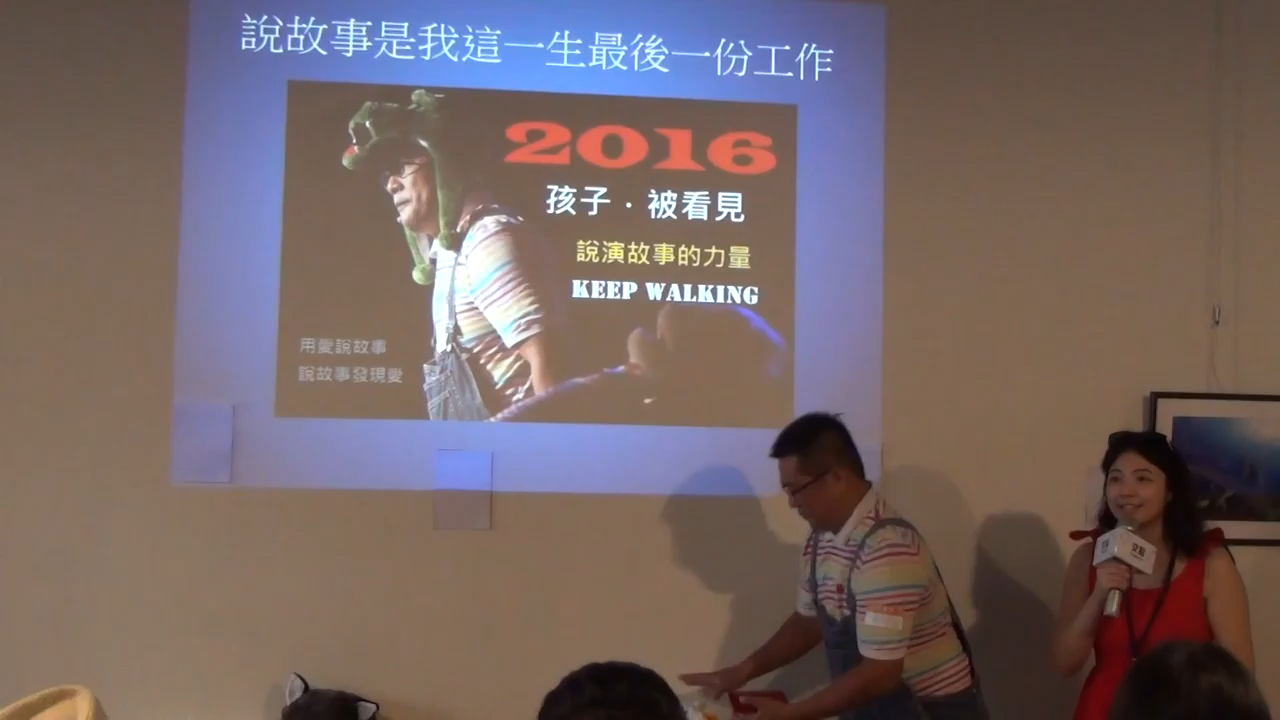 說故事是我這一生最後一份工作
2016
孩子．被看見
說演故事的力量
KEEP WALKING
用愛說故事
說故事發現愛